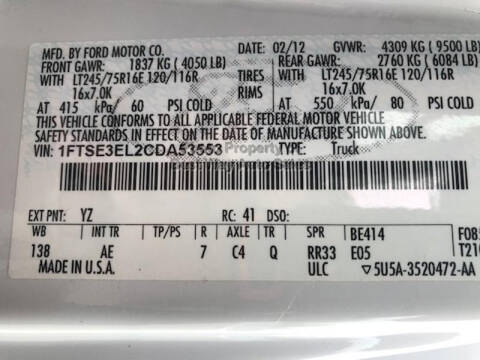 MFD. BY FORD MOTOR CO. 02/12 GVWR: 4309 KG ( 9500 LB)
FRONT GAWR: 1837 KG ( 4050 LB) REAR GAWR: 2760 KG ( 6084 LB)
WITH LT245/75R16E 120/116R TIRES WITH LT245/75R16E 120/116R
16x7.0K RIMS 16x7.0K
AT 415 kPa/ 60 PSI COLD AT 550 kPa/ 80 PSI COLD
THIS VEHICLE CONFORMS TO ALL APPLICABLE FEDERAL MOTOR VEHICLE
SAFETY STANDARDS IN EFFECT ON THE DATE OF MANUFACTURE SHOWN ABOVE.
VIN: 1FTSE3EL2CDA53553 TYPE: Truck
EXT PNT: YZ RC: 41 DSO:
WB INT TR TP/PS R AXLE TR SPR BE414 F085
138 AE 7 C4 Q RR33 E05 T210
MADE IN U.S.A. ULC 5U5A-3520472-AA